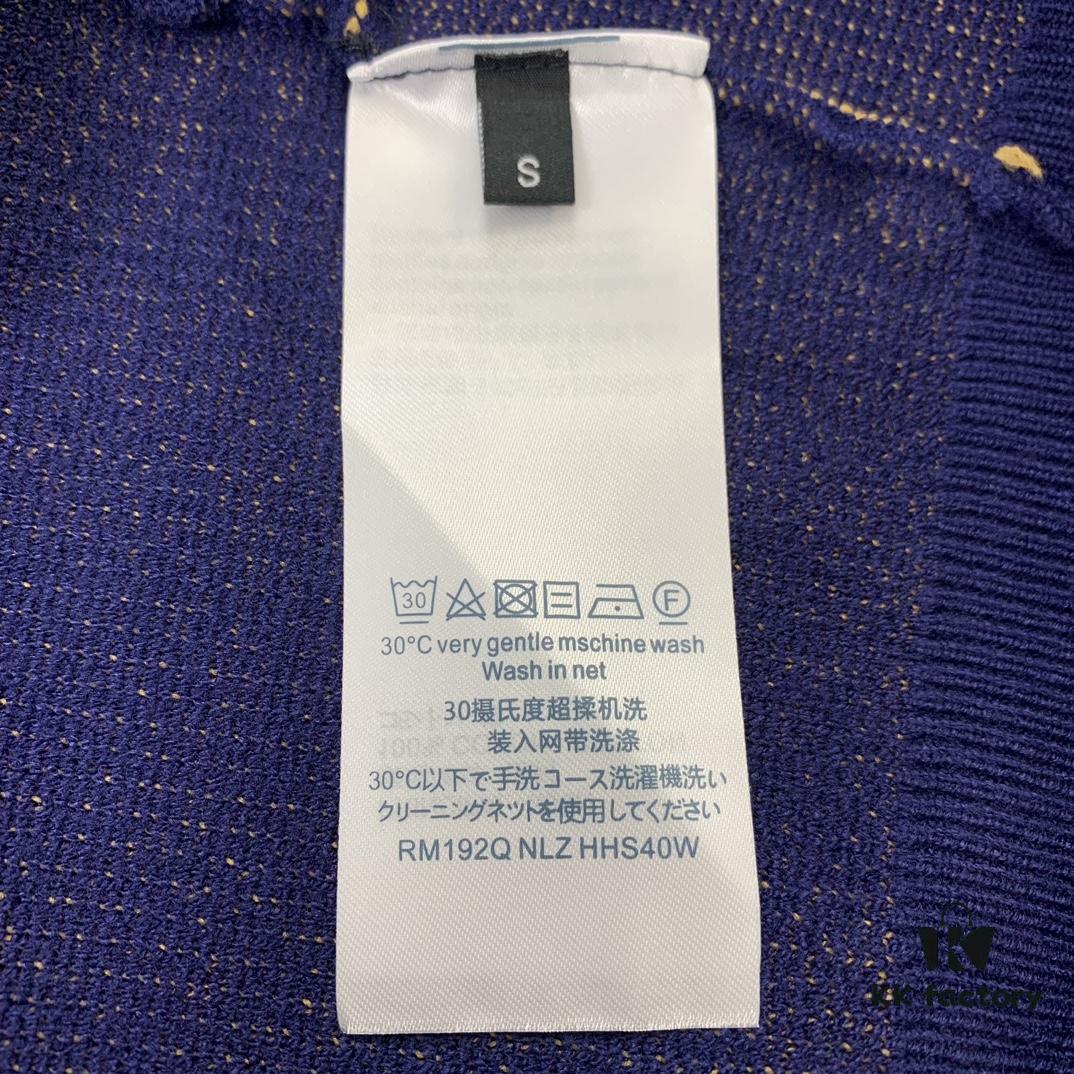 S
30
F
30°C very gentle mschine wash
Wash in net
30摄氏度超揉机洗
装入网带洗涤
30°C以下で手洗コース洗濯機洗い
クリーニングネットを使用してください
RM192Q NLZ HHS40W
KK factory